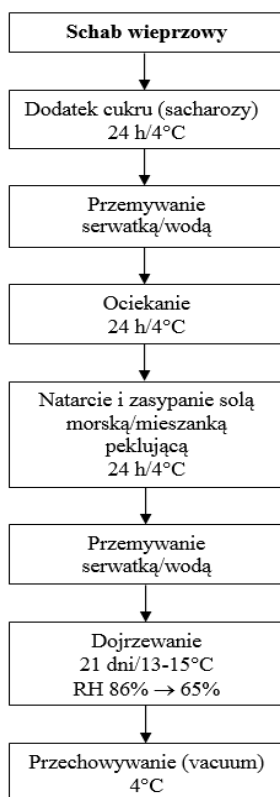 Schab wieprzowy
Dodatek cukru (sacharozy)
24 h/4°C
Przemywanie
serwatką/wodą
Ociekanie
24 h/4°C
Natarcie i zasypanie solą
morską/mieszanką
peklującą
24 h/4°C
Przemywanie
serwatką/wodą
Dojrzewanie
21 dni/13-15°C
RH 86% → 65%
Przechowywanie (vacuum)
4°C